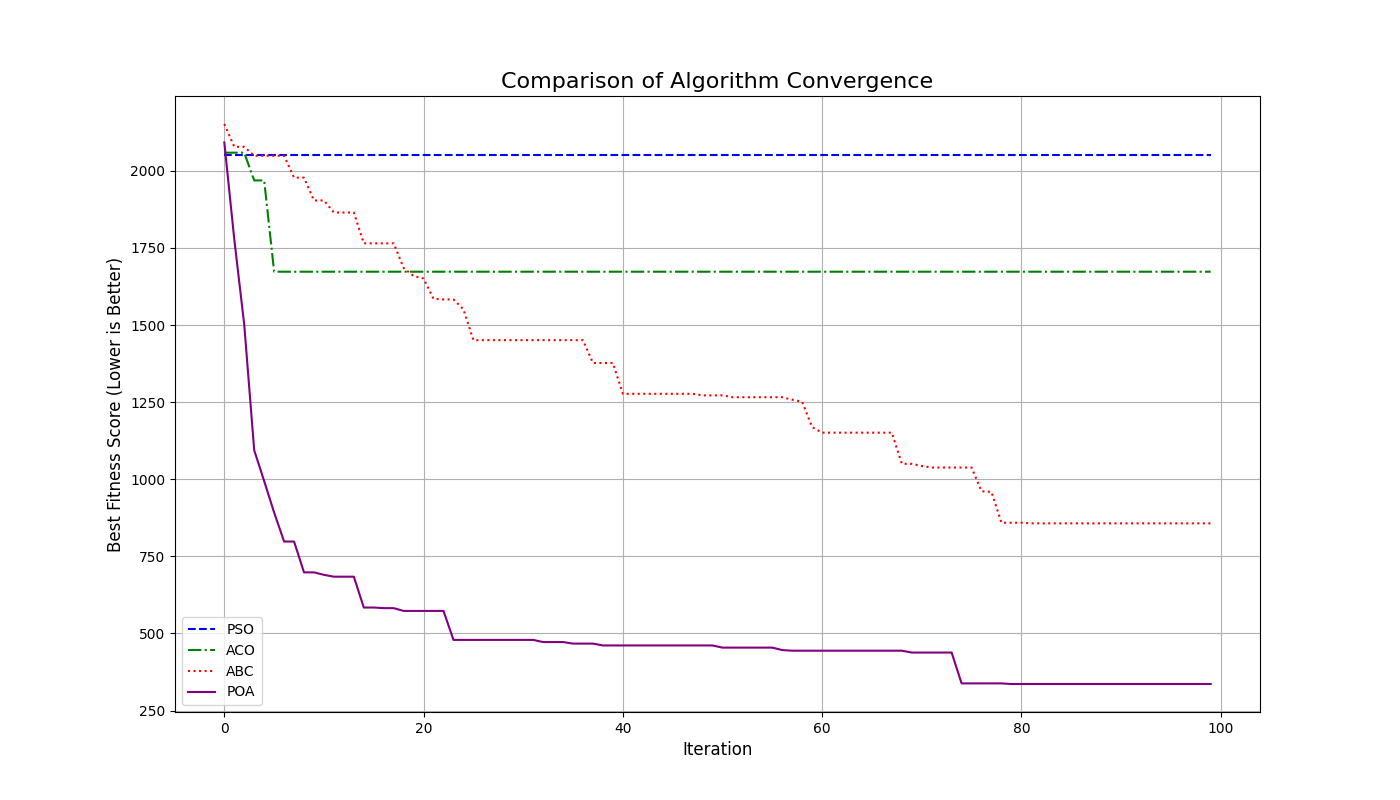 Comparison of Algorithm Convergence
Best Fitness Score (Lower is Better)
2000
1750
1500
1250
1000
750
500
250
PSO
ACO
ABC
POA
0 20 40 60 80 100
Iteration